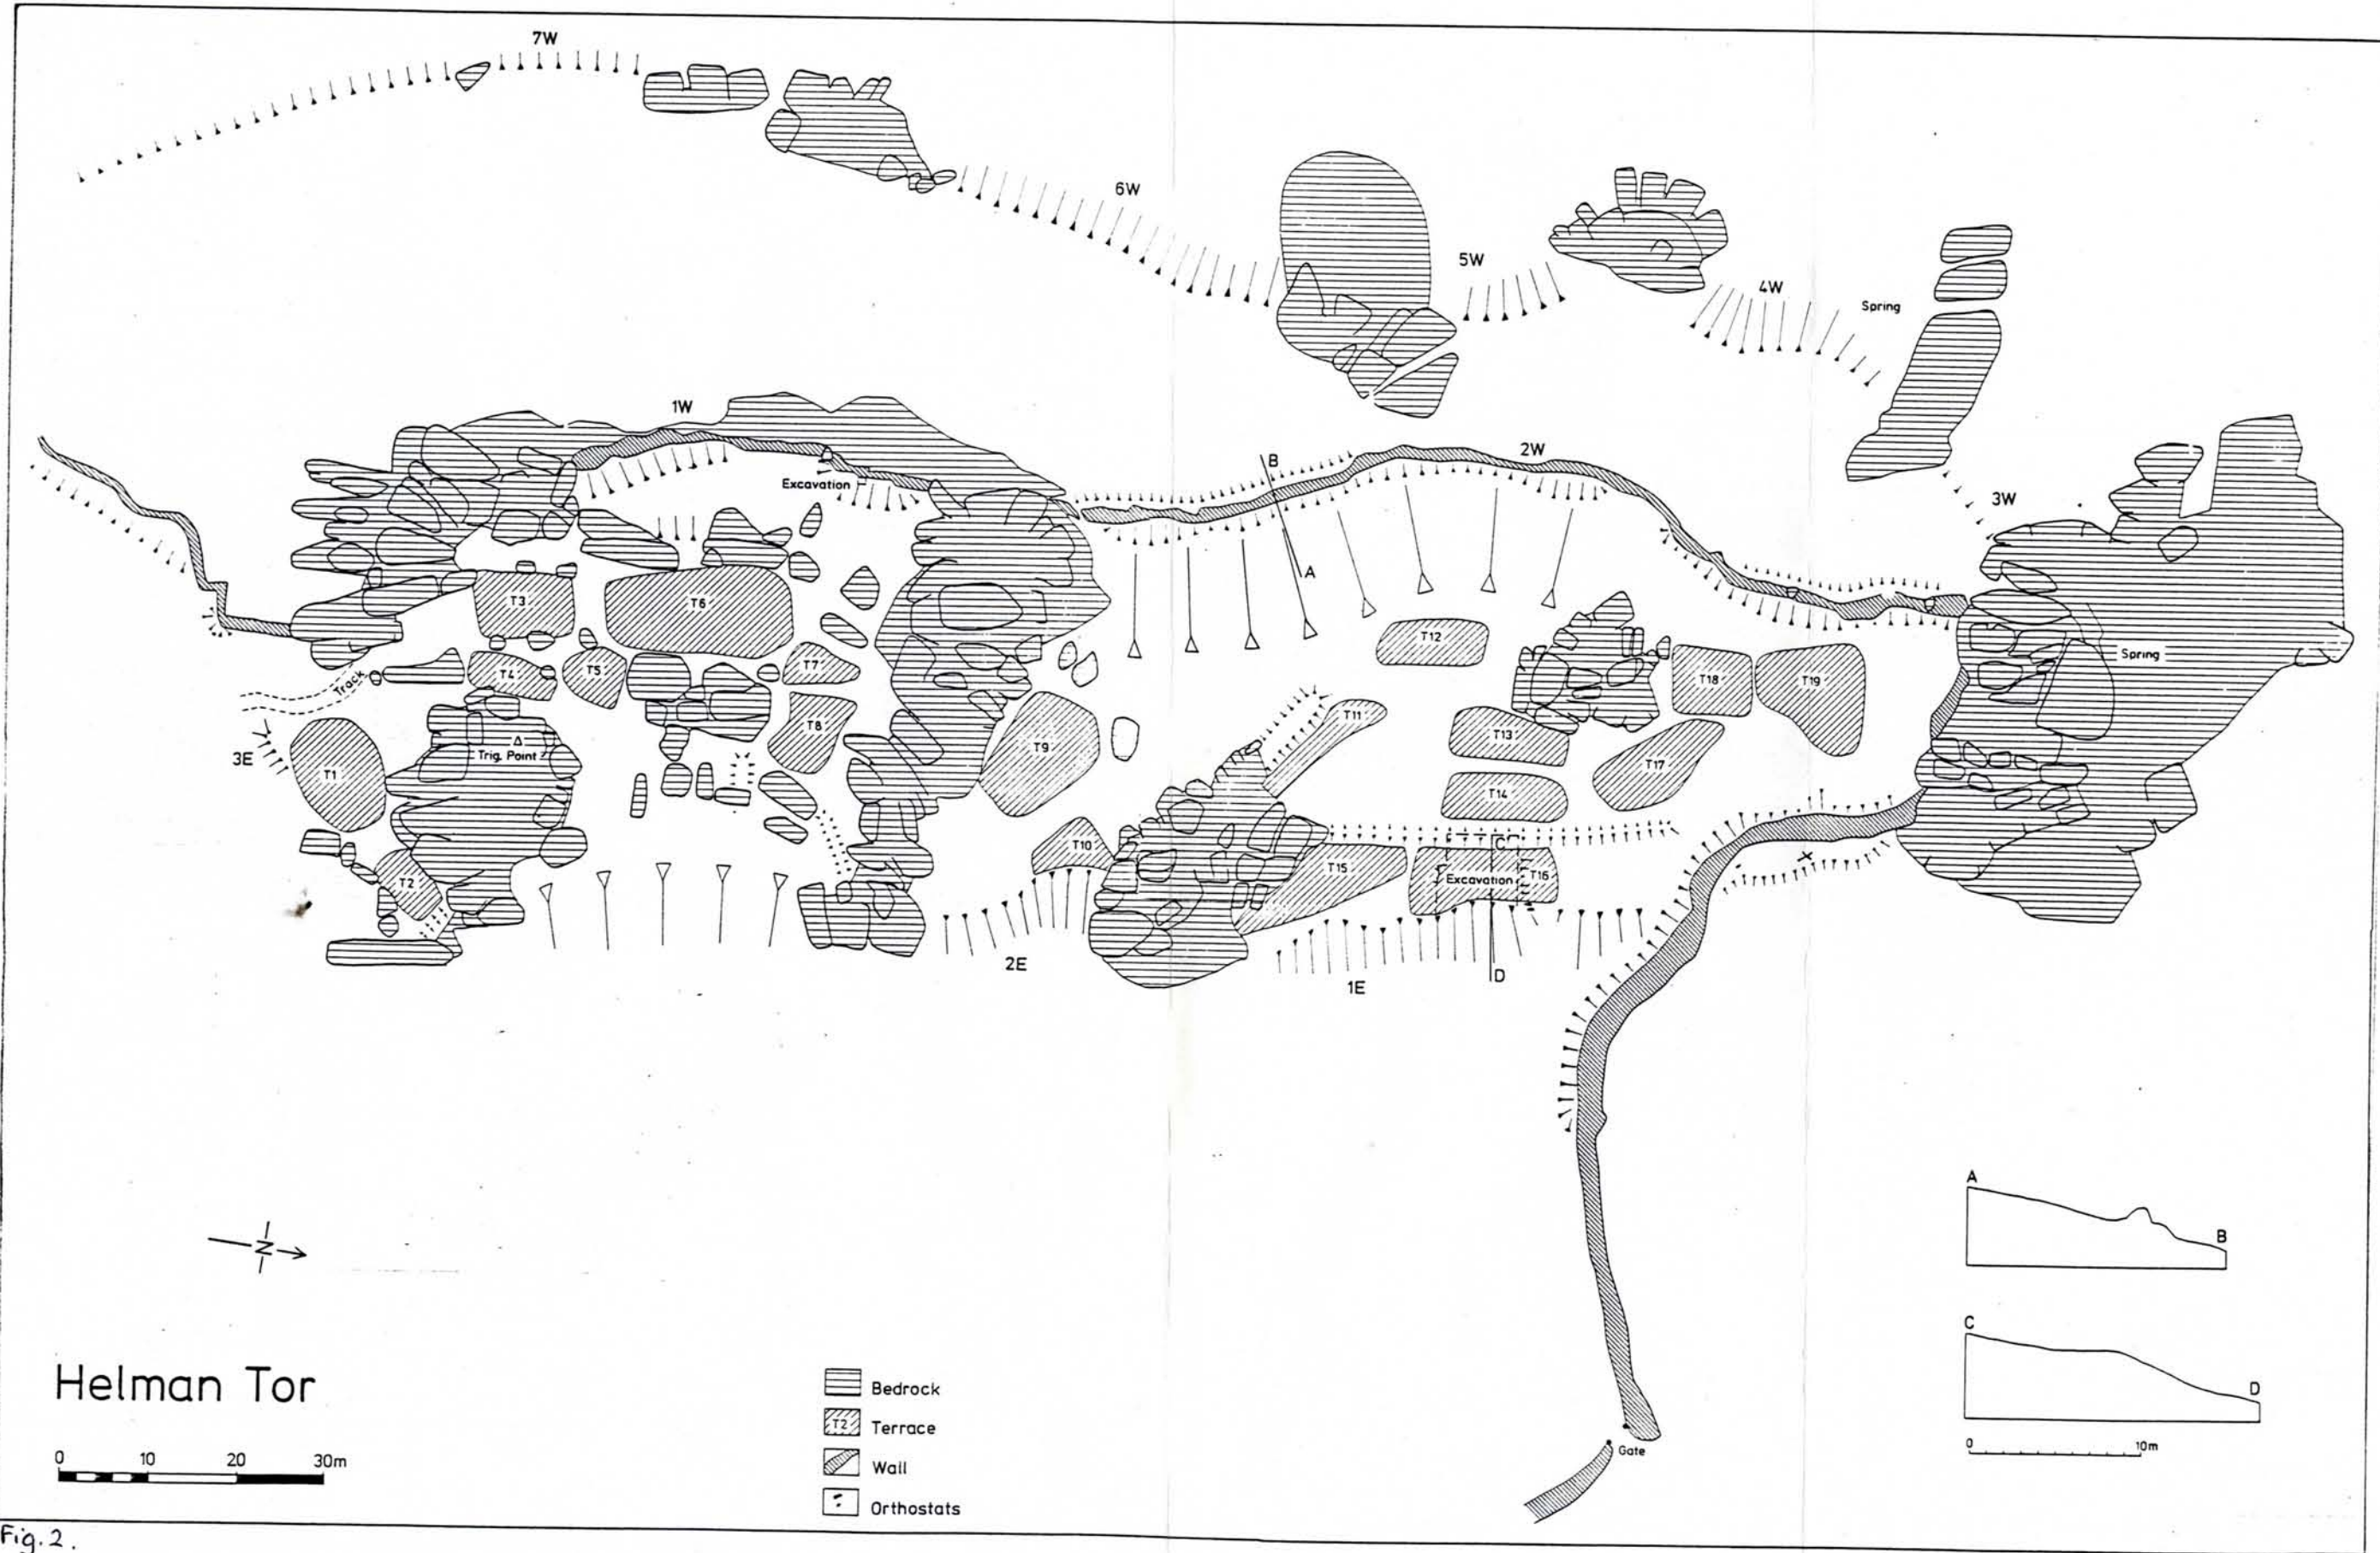 7W
6W
5W
4W
Spring
1W
B
2W
3W
Excavation
A
T3
T6
T12
Spring
T4
T5
T7
T18
T19
Track
T8
T11
3E
T1
Trig. Point
T9
T13
T17
T14
T10
C
T15
Excavation
T16
T2
2E
1E
D
N
A
B
C
D
0 10m
Helman Tor
0 10 20 30m
Bedrock
T2 Terrace
Wall
Orthostats
Gate
Fig. 2.